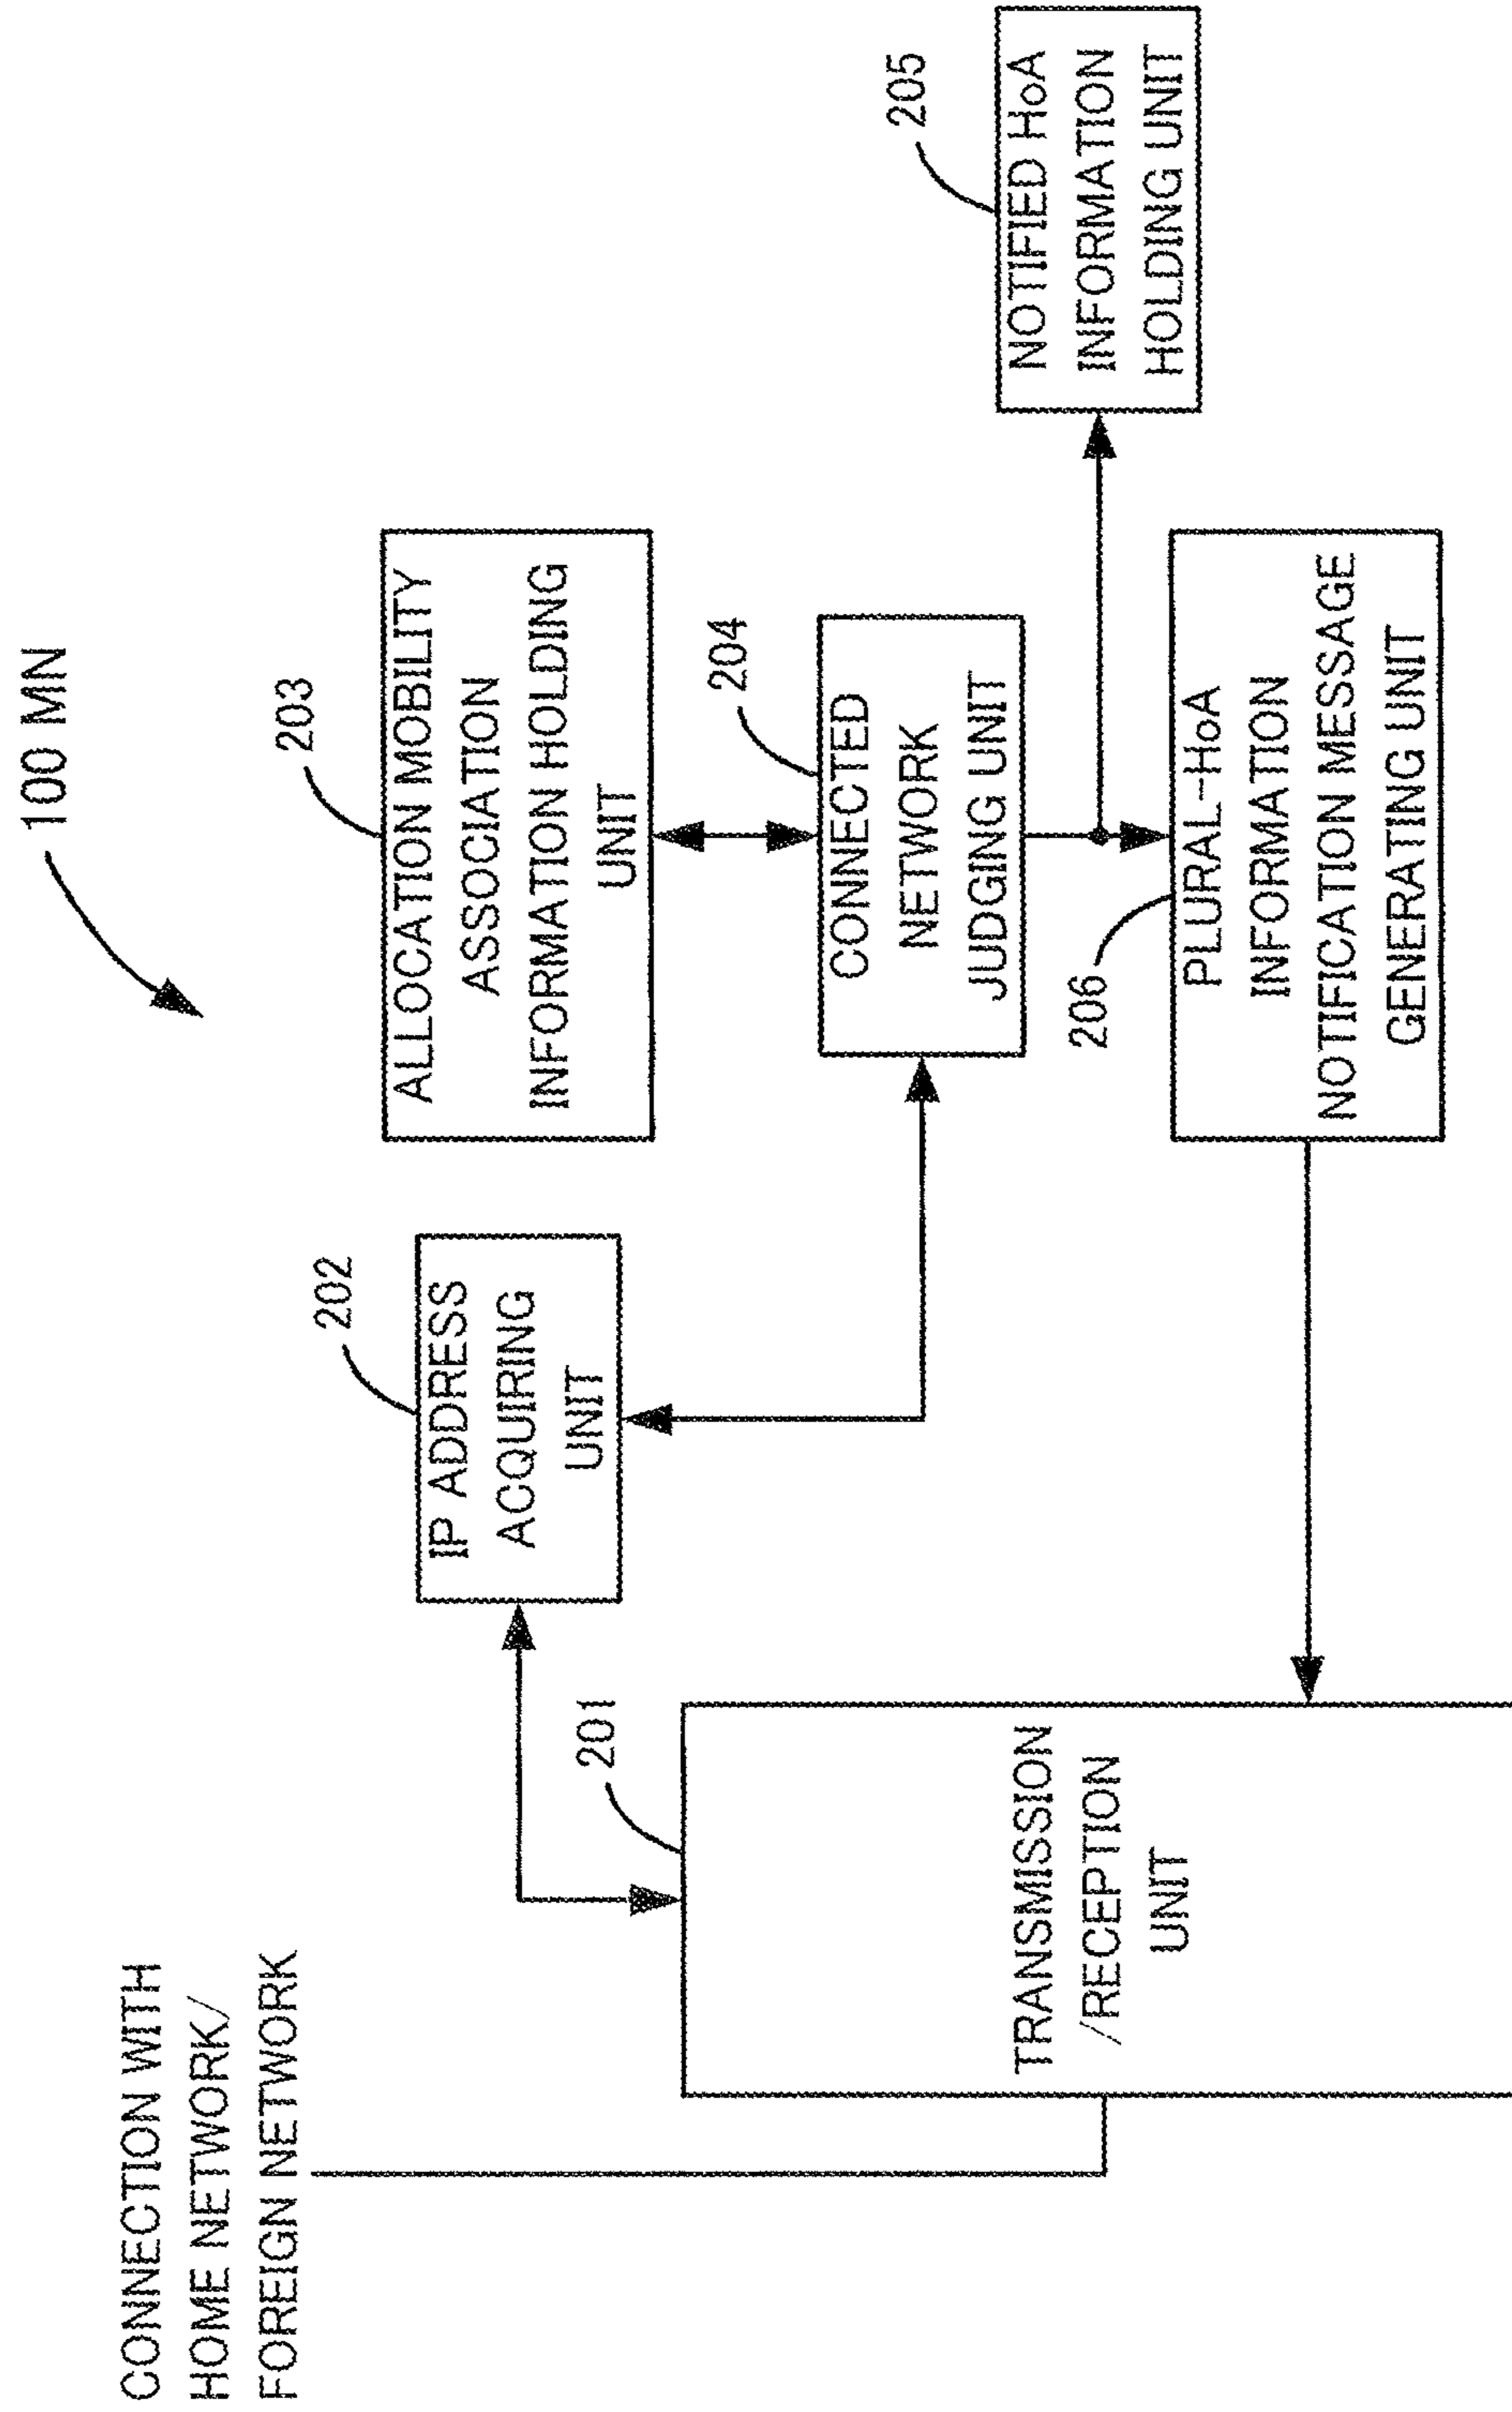 100 MN
CONNECTION WITH
HOME NETWORK/
FOREIGN NETWORK
201
TRANSMISSION
/RECEPTION
UNIT
202
IP ADDRESS
ACQUIRING
UNIT
203
ALLOCATION MOBILITY
ASSOCIATION
INFORMATION HOLDING
UNIT
204
CONNECTED
NETWORK
JUDGING UNIT
206
PLURAL-HoA
INFORMATION
NOTIFICATION MESSAGE
GENERATING UNIT
205
NOTIFIED HoA
INFORMATION
HOLDING UNIT